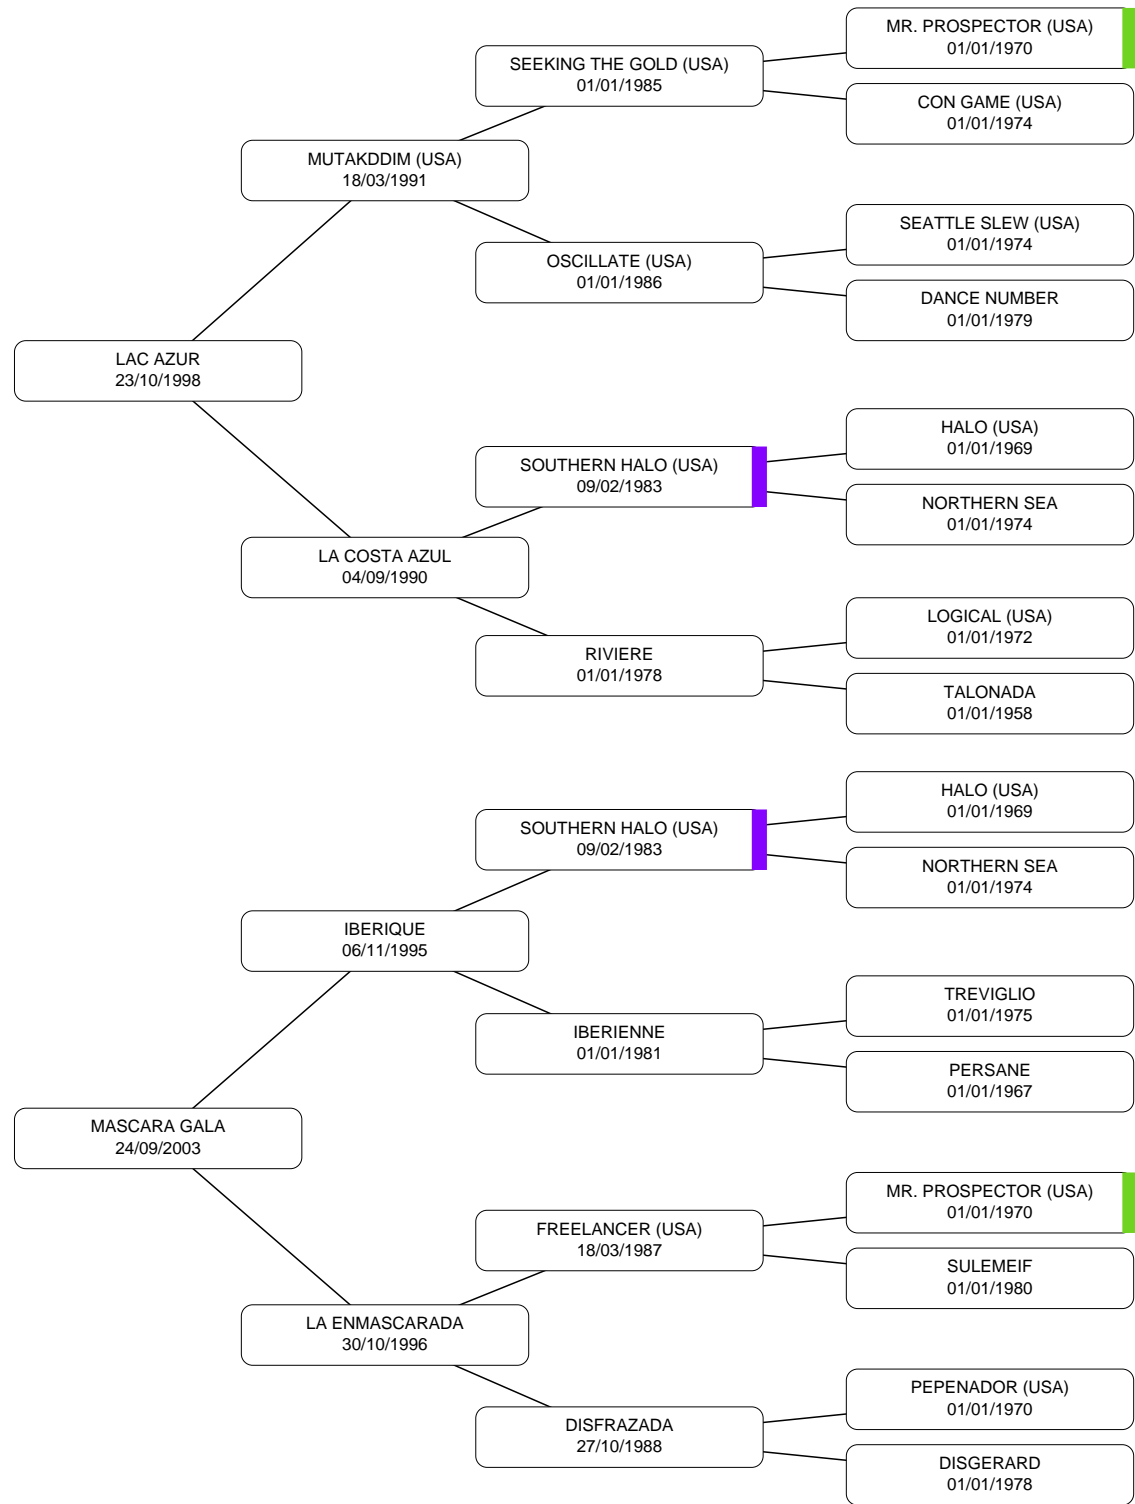 MR. PROSPECTOR (USA)
01/01/1970
SEEKING THE GOLD (USA)
01/01/1985
CON GAME (USA)
01/01/1974
MUTAKDDIM (USA)
18/03/1991
SEATTLE SLEW (USA)
01/01/1974
OSCILLATE (USA)
01/01/1986
DANCE NUMBER
01/01/1979
LAC AZUR
23/10/1998
HALO (USA)
01/01/1969
SOUTHERN HALO (USA)
09/02/1983
NORTHERN SEA
01/01/1974
LA COSTA AZUL
04/09/1990
LOGICAL (USA)
01/01/1972
RIVIERE
01/01/1978
TALONADA
01/01/1958
HALO (USA)
01/01/1969
SOUTHERN HALO (USA)
09/02/1983
NORTHERN SEA
01/01/1974
IBERIQUE
06/11/1995
TREVIGLIO
01/01/1975
IBERIENNE
01/01/1981
PERSANE
01/01/1967
MASCARA GALA
24/09/2003
MR. PROSPECTOR (USA)
01/01/1970
FREELANCER (USA)
18/03/1987
SULEMEIF
01/01/1980
LA ENMASCARADA
30/10/1996
PEPENADOR (USA)
01/01/1970
DISFRAZADA
27/10/1988
DISGERARD
01/01/1978